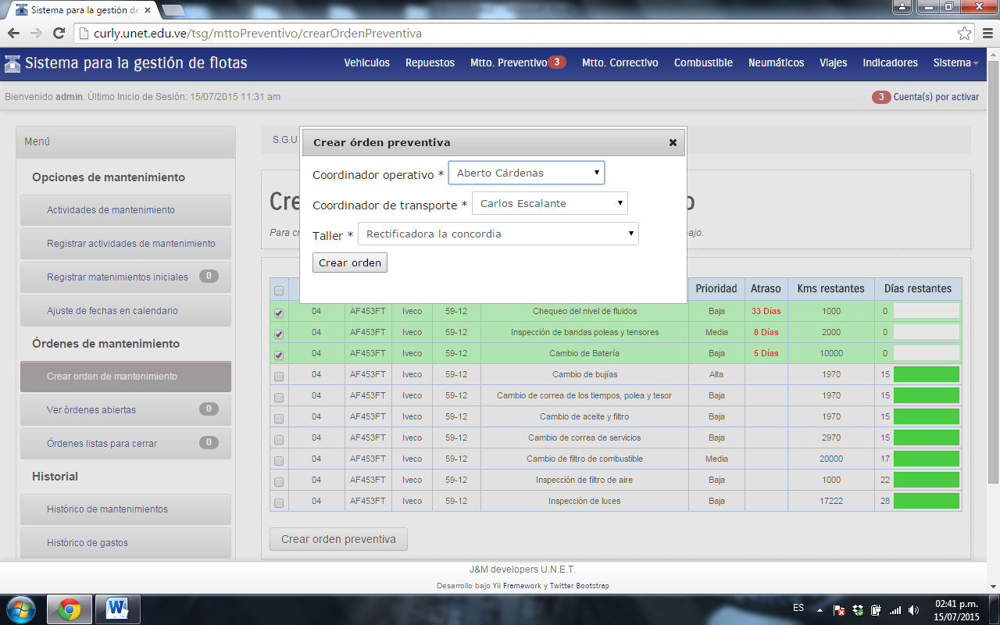 Sistema para la gestión de
curly.unet.edu.ve/tsg/mttoPreventivo/crearOrdenPreventiva
Sistema para la gestión de flotas
Vehiculos Repuestos Mtto. Preventivo 3 Mtto. Correctivo Combustible Neumáticos Viajes Indicadores Sistema
Bienvenido admin. Último Inicio de Sesión: 15/07/2015 11:31 am
3 Cuenta(s) por activar
Menú
Opciones de mantenimiento
Actividades de mantenimiento
Registrar actividades de mantenimiento
Registrar matenimientos iniciales 0
Ajuste de fechas en calendario
Órdenes de mantenimiento
Crear orden de mantenimiento
Ver órdenes abiertas 0
Órdenes listas para cerrar 0
Historial
Histórico de mantenimientos
Histórico de gastos
S.G.U
Crear órden preventiva
Coordinador operativo * Aberto Cárdenas
Coordinador de transporte * Carlos Escalante
Taller * Rectificadora la concordia
Crear orden
Prioridad Atraso Kms restantes Días restantes
04 AF453FT Iveco 59-12 Chequeo del nivel de fluidos Baja 33 Días 1000 0
04 AF453FT Iveco 59-12 Inspección de bandas poleas y tensores Media 8 Días 2000 0
04 AF453FT Iveco 59-12 Cambio de Batería Baja 5 Días 10000 0
04 AF453FT Iveco 59-12 Cambio de bujías Alta 1970 15
04 AF453FT Iveco 59-12 Cambio de correa de los tiempos, polea y tesor Baja 1970 15
04 AF453FT Iveco 59-12 Cambio de aceite y filtro Baja 1970 15
04 AF453FT Iveco 59-12 Cambio de correa de servicios Baja 2970 15
04 AF453FT Iveco 59-12 Cambio de filtro de combustible Media 20000 17
04 AF453FT Iveco 59-12 Inspección de filtro de aire Baja 1000 22
04 AF453FT Iveco 59-12 Inspección de luces Baja 17222 28
Crear orden preventiva
J&M developers U.N.E.T.
Desarrollo bajo Yii Framework y Twitter Bootstrap
ES
02:41 p.m.
15/07/2015